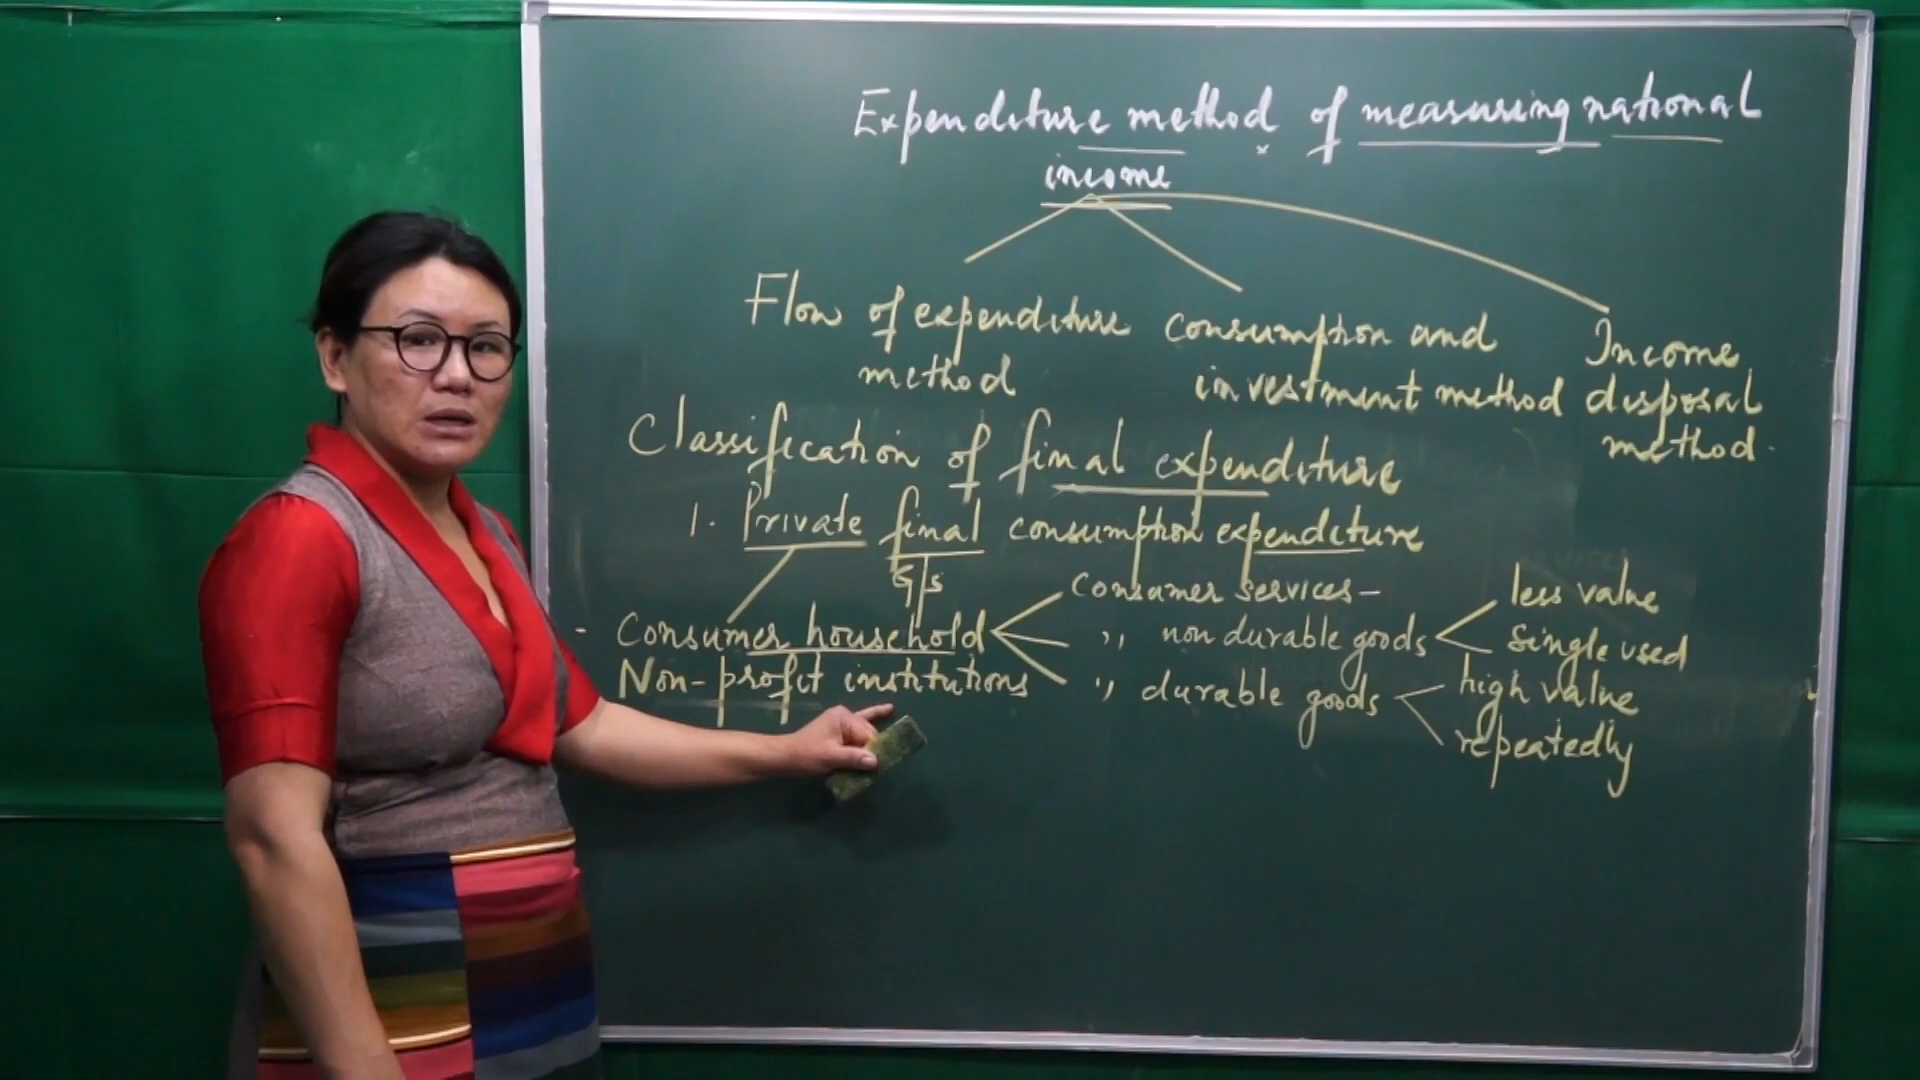 Expenditure method of measuring national
income
Flow of expenditure
method
consumption and
investment method
Income
disposal
method.
Classification of final expenditure
1. Private final consumption expenditure
G/s
- Consumer household
Non-profit institutions
Consumer services -
,, non durable goods
less value
single used
,, durable goods
high value
repeatedly